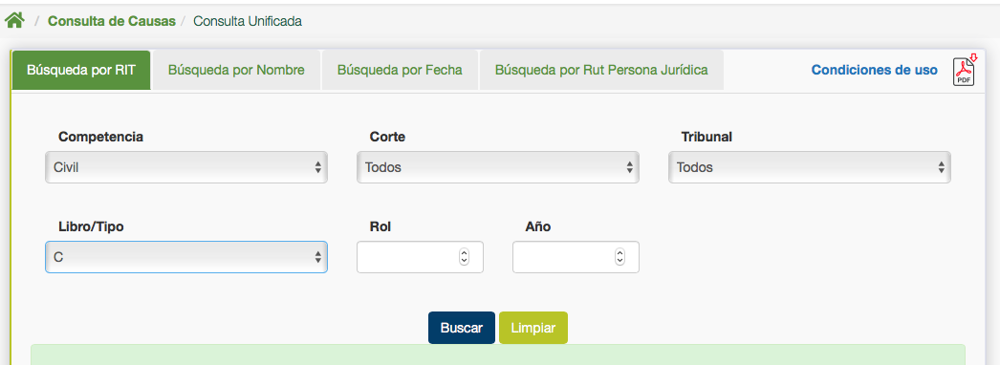 / Consulta de Causas / Consulta Unificada
Búsqueda por RIT Búsqueda por Nombre Búsqueda por Fecha Búsqueda por Rut Persona Jurídica Condiciones de uso PDF
Competencia Corte Tribunal
Civil Todos Todos
Libro/Tipo Rol Año
C
Buscar Limpiar